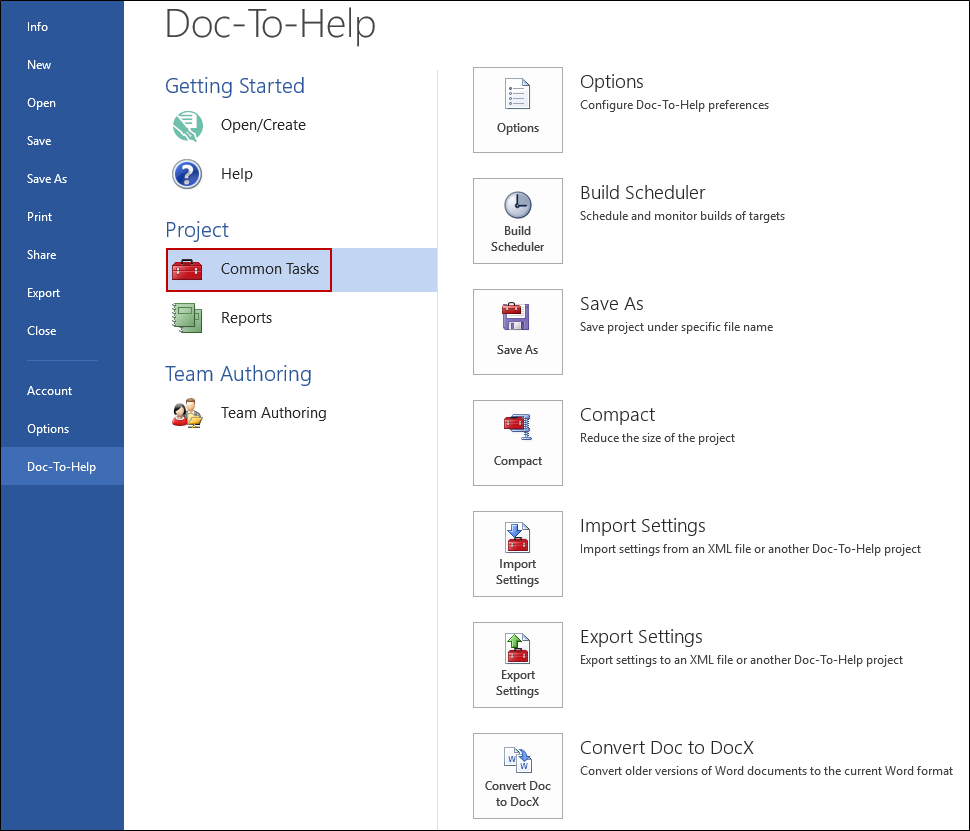 Info
New
Open
Save
Save As
Print
Share
Export
Close
Account
Options
Doc-To-Help
Doc-To-Help
Getting Started
Open/Create
Help
Project
Common Tasks
Reports
Team Authoring
Team Authoring
Options
Options
Configure Doc-To-Help preferences
Build
Scheduler
Build Scheduler
Schedule and monitor builds of targets
Save As
Save As
Save project under specific file name
Compact
Compact
Reduce the size of the project
Import
Settings
Import Settings
Import settings from an XML file or another Doc-To-Help project
Export
Settings
Export Settings
Export settings to an XML file or another Doc-To-Help project
Convert Doc
to DocX
Convert Doc to DocX
Convert older versions of Word documents to the current Word format